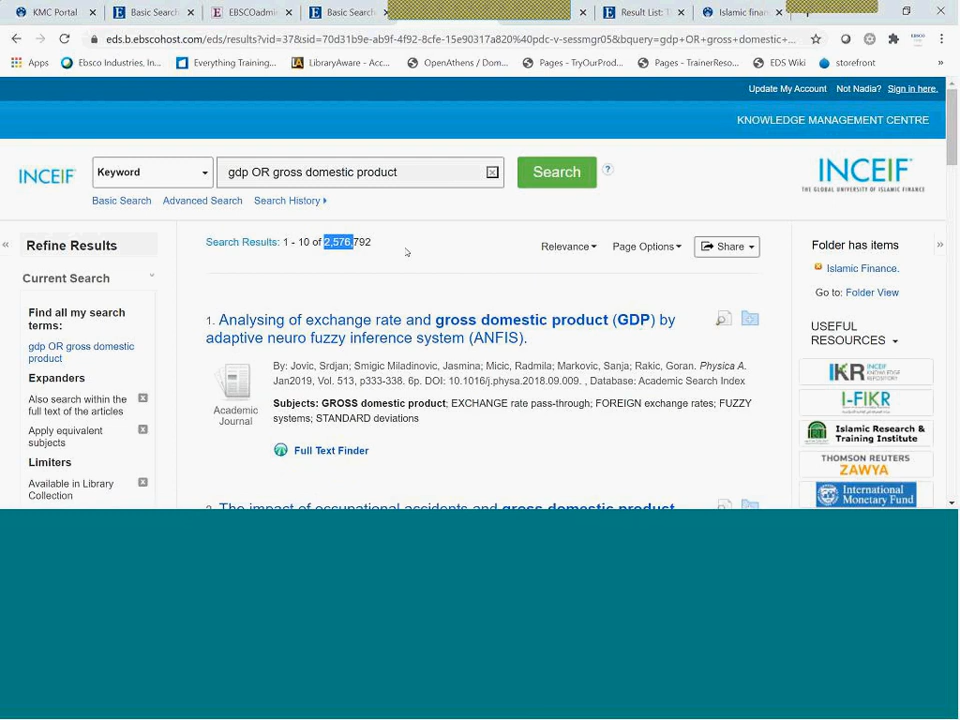 KMC Portal
Basic Search
EBSCOadmi
Basic Search
Result List: T
Islamic finan
eds.b.ebscohost.com/eds/results?vid=37&sid=70d31b9e-ab9f-4f92-8cfe-15e90317a820%40pdc-v-sessmgr05&bquery=gdp+OR+gross+domestic+...
Apps
Ebsco Industries, In...
Everything Training...
LibraryAware - Acc...
OpenAthens / Dom...
Pages - TryOurProd...
Pages - TrainerReso...
EDS Wiki
storefront
»
Update My Account Not Nadia? Sign in here.
KNOWLEDGE MANAGEMENT CENTRE
INCEIF
Keyword
gdp OR gross domestic product
Search
?
INCEIF
THE GLOBAL UNIVERSITY OF ISLAMIC FINANCE
Basic Search Advanced Search Search History
«
Refine Results
Current Search
Find all my search
terms:
gdp OR gross domestic
product
Expanders
Also search within the
full text of the articles
Apply equivalent
subjects
Limiters
Available in Library
Collection
Search Results: 1 - 10 of 2,576,792
Relevance
Page Options
Share
1. Analysing of exchange rate and gross domestic product (GDP) by
adaptive neuro fuzzy inference system (ANFIS).
Academic
Journal
By: Jovic, Srdjan; Smigic Miladinovic, Jasmina; Micic, Radmila; Markovic, Sanja; Rakic, Goran. Physica A.
Jan2019, Vol. 513, p333-338. 6p. DOI: 10.1016/j.physa.2018.09.009. , Database: Academic Search Index
Subjects: GROSS domestic product; EXCHANGE rate pass-through; FOREIGN exchange rates; FUZZY
systems; STANDARD deviations
Full Text Finder
2. The impact of occupational accidents and gross domestic product
Folder has items
»
Islamic Finance.
Go to: Folder View
USEFUL
RESOURCES
IKR INCEIF KNOWLEDGE REPOSITORY
I-FIKR
Islamic Research &
Training Institute
THOMSON REUTERS
ZAWYA
International
Monetary Fund